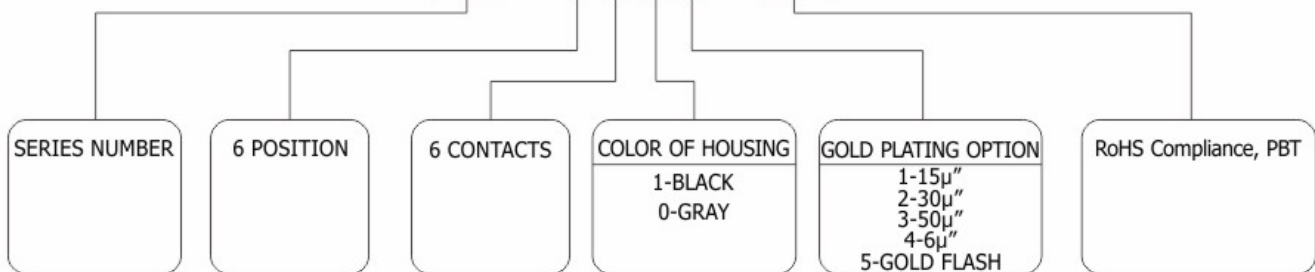 SERIES NUMBER
6 POSITION
6 CONTACTS
COLOR OF HOUSING
1-BLACK
0-GRAY
GOLD PLATING OPTION
1-15µ"
2-30µ"
3-50µ"
4-6µ"
5-GOLD FLASH
RoHS Compliance, PBT